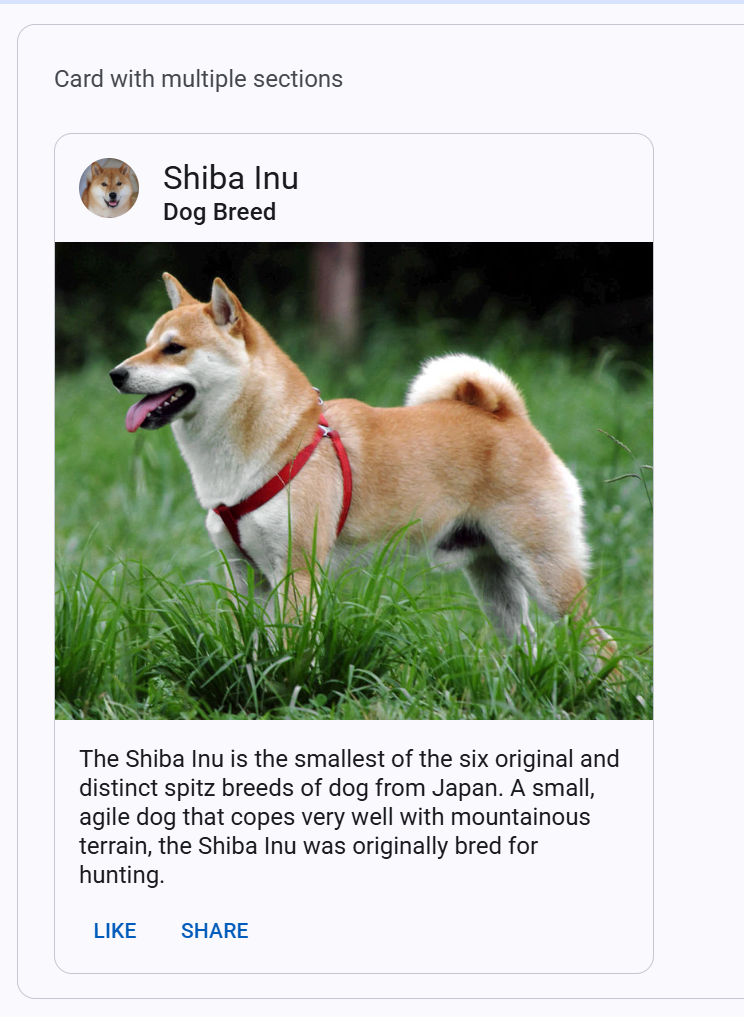 Card with multiple sections
Shiba Inu
Dog Breed
The Shiba Inu is the smallest of the six original and
distinct spitz breeds of dog from Japan. A small,
agile dog that copes very well with mountainous
terrain, the Shiba Inu was originally bred for
hunting.
LIKE SHARE